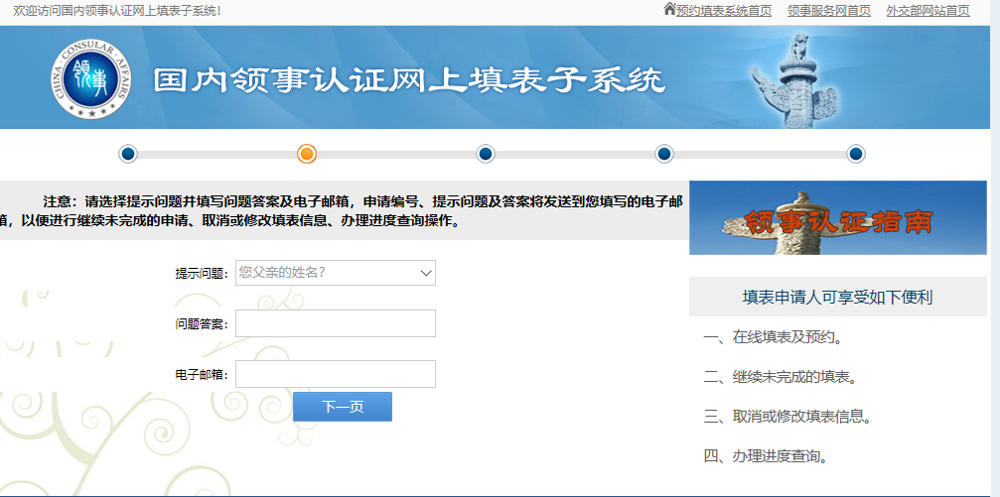 欢迎访问国内领事认证网上填表子系统!
预约填表系统首页 领事服务网首页 外交部网站首页
CHINA·CONSULAR·AFFAIRS
领事
国内领事认证网上填表子系统
注意：请选择提示问题并填写问题答案及电子邮箱，申请编号、提示问题及答案将发送到您填写的电子邮
箱，以便进行继续未完成的申请、取消或修改填表信息、办理进度查询操作。
提示问题： 您父亲的姓名？
问题答案：
电子邮箱：
下一页
领事认证指南
填表申请人可享受如下便利
一、在线填表及预约。
二、继续未完成的填表。
三、取消或修改填表信息。
四、办理进度查询。